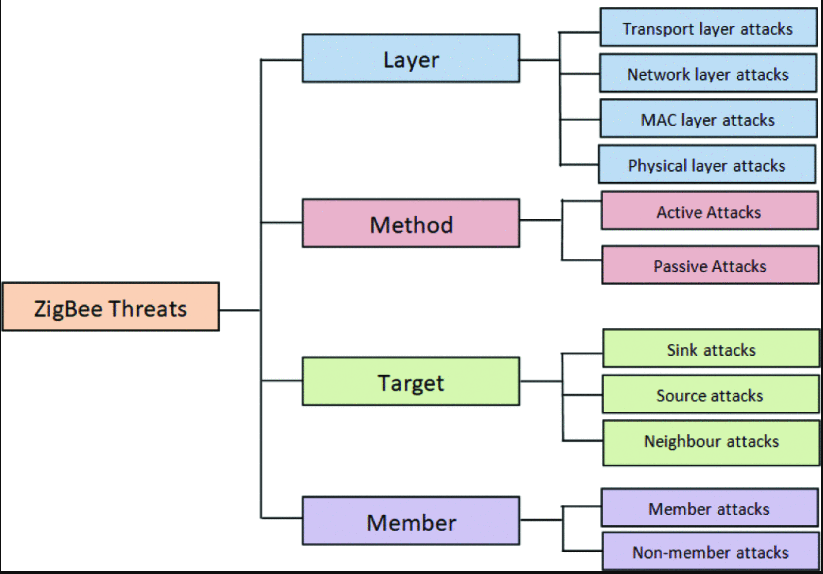 Transport layer attacks
Layer
Network layer attacks
MAC layer attacks
Physical layer attacks
Method
Active Attacks
Passive Attacks
ZigBee Threats
Target
Sink attacks
Source attacks
Neighbour attacks
Member
Member attacks
Non-member attacks